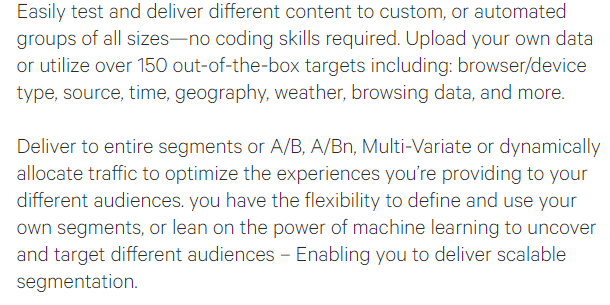 Easily test and deliver different content to custom, or automated
groups of all sizes—no coding skills required. Upload your own data
or utilize over 150 out-of-the-box targets including: browser/device
type, source, time, geography, weather, browsing data, and more.
Deliver to entire segments or A/B, A/Bn, Multi-Variate or dynamically
allocate traffic to optimize the experiences you're providing to your
different audiences. you have the flexibility to define and use your
own segments, or lean on the power of machine learning to uncover
and target different audiences – Enabling you to deliver scalable
segmentation.